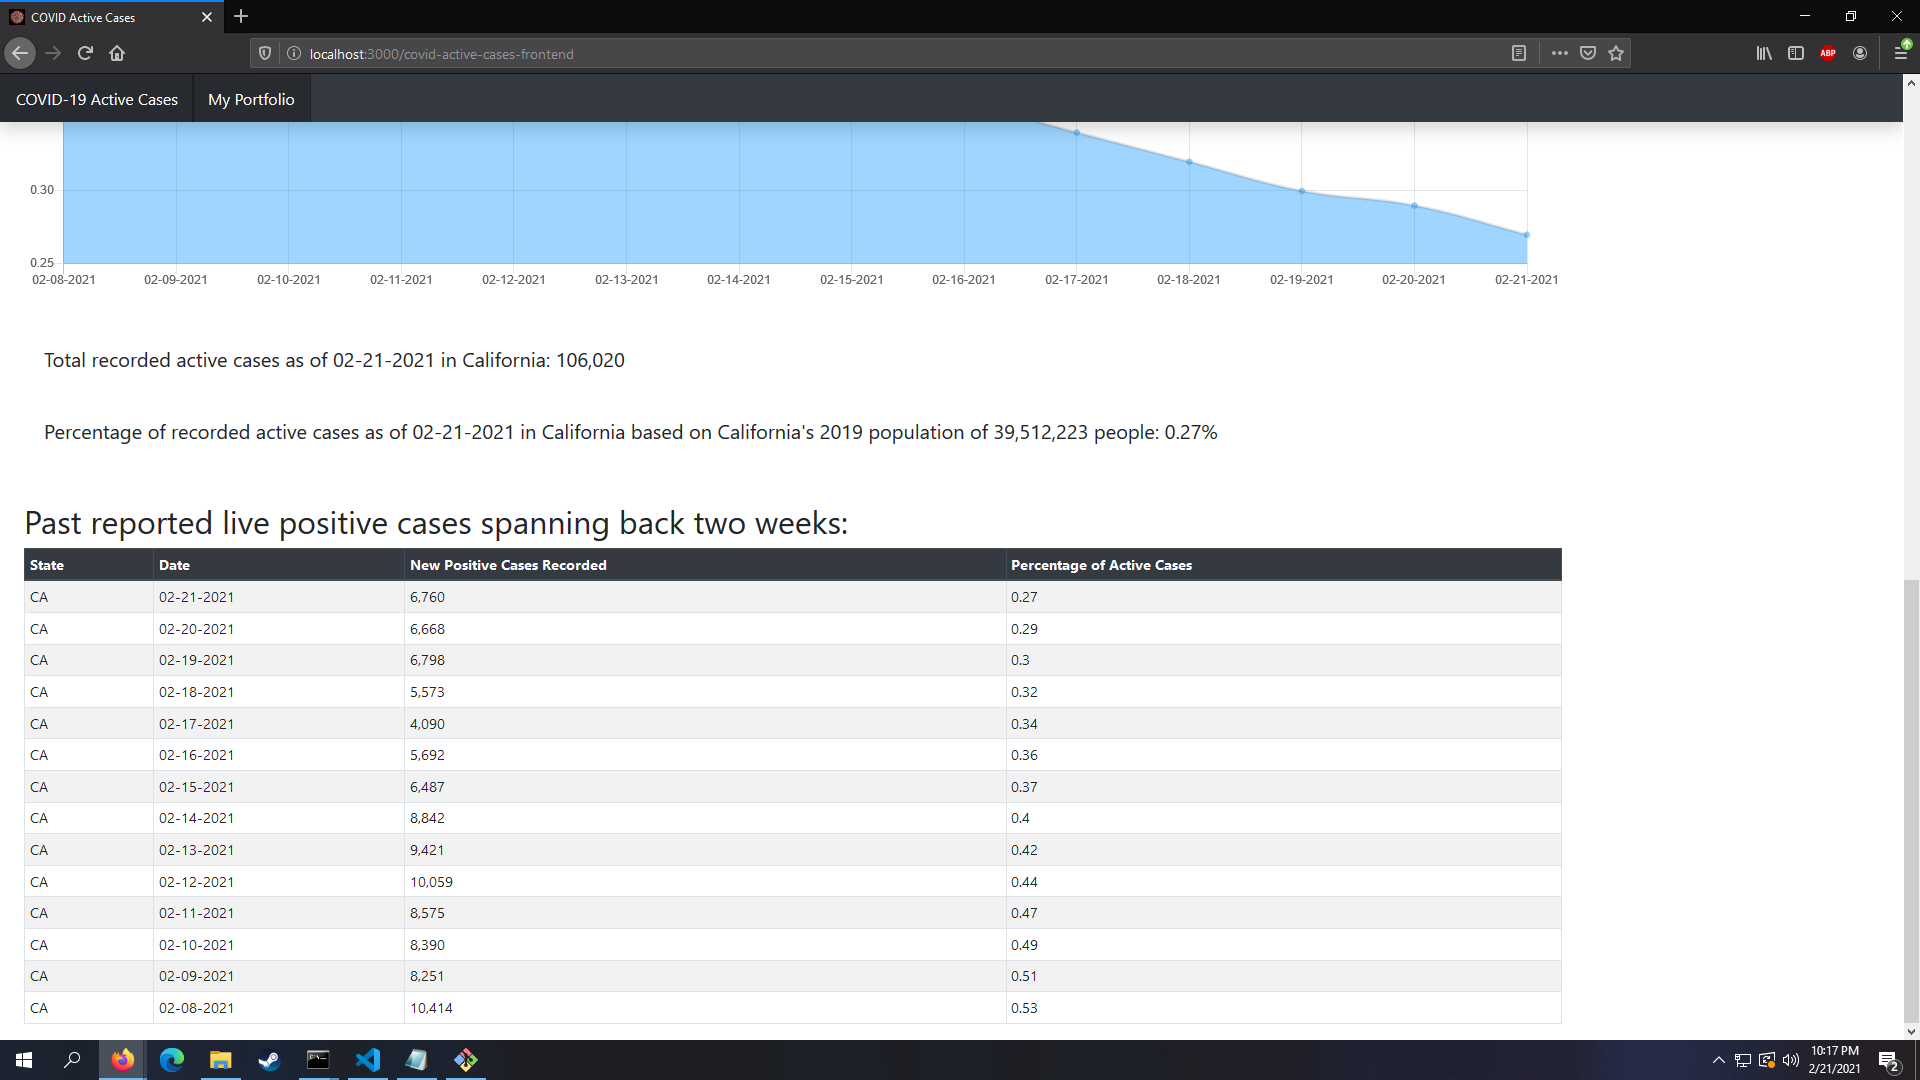 COVID Active Cases
localhost:3000/covid-active-cases-frontend
ABP
COVID-19 Active Cases
My Portfolio
0.30
0.25
02-08-2021 02-09-2021 02-10-2021 02-11-2021 02-12-2021 02-13-2021 02-14-2021 02-15-2021 02-16-2021 02-17-2021 02-18-2021 02-19-2021 02-20-2021 02-21-2021
Total recorded active cases as of 02-21-2021 in California: 106,020
Percentage of recorded active cases as of 02-21-2021 in California based on California's 2019 population of 39,512,223 people: 0.27%
Past reported live positive cases spanning back two weeks:
State Date New Positive Cases Recorded Percentage of Active Cases
CA 02-21-2021 6,760 0.27
CA 02-20-2021 6,668 0.29
CA 02-19-2021 6,798 0.3
CA 02-18-2021 5,573 0.32
CA 02-17-2021 4,090 0.34
CA 02-16-2021 5,692 0.36
CA 02-15-2021 6,487 0.37
CA 02-14-2021 8,842 0.4
CA 02-13-2021 9,421 0.42
CA 02-12-2021 10,059 0.44
CA 02-11-2021 8,575 0.47
CA 02-10-2021 8,390 0.49
CA 02-09-2021 8,251 0.51
CA 02-08-2021 10,414 0.53
10:17 PM
2/21/2021
2